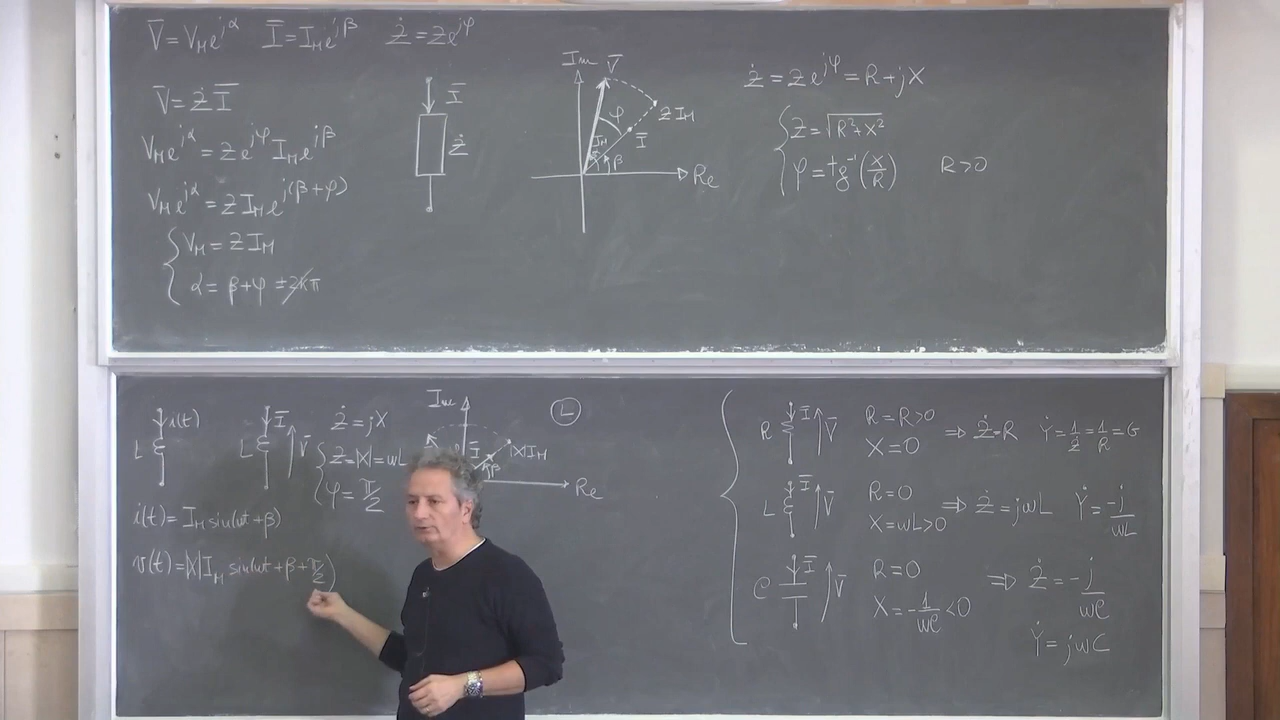 V̄ = V_M e^{jα}   Ī = I_M e^{jβ}   Ż = Z e^{jφ}
V̄ = Ż Ī
V_M e^{jα} = Z e^{jφ} I_M e^{jβ}
V_M e^{jα} = Z I_M e^{j(β+φ)}
{ V_M = Z I_M
α = β + φ ± 2kπ
Ī
Ż
Im V̄
φ Z I_M
I_M Ī
β Re
Ż = Z e^{jφ} = R + jX
{ Z = √(R² + X²)
φ = tg⁻¹(X/R)   R > 0
L i(t)
L Ī V̄
Ż = jX
{ Z = |X| = ωL
φ = π/2
i(t) = I_M sin(ωt + β)
v(t) = |X| I_M sin(ωt + β + π/2)
Im
Ī |X| I_M
β Re
L
R Ī V̄   R = R > 0   X = 0   ⇒ Ż = R   Ẏ = 1/Ż = 1/R = G
L Ī V̄   R = 0   X = ωL > 0   ⇒ Ż = jωL   Ẏ = -j/ωL
C Ī V̄   R = 0   X = -1/ωC < 0   ⇒ Ż = -j/ωC
Ẏ = jωC